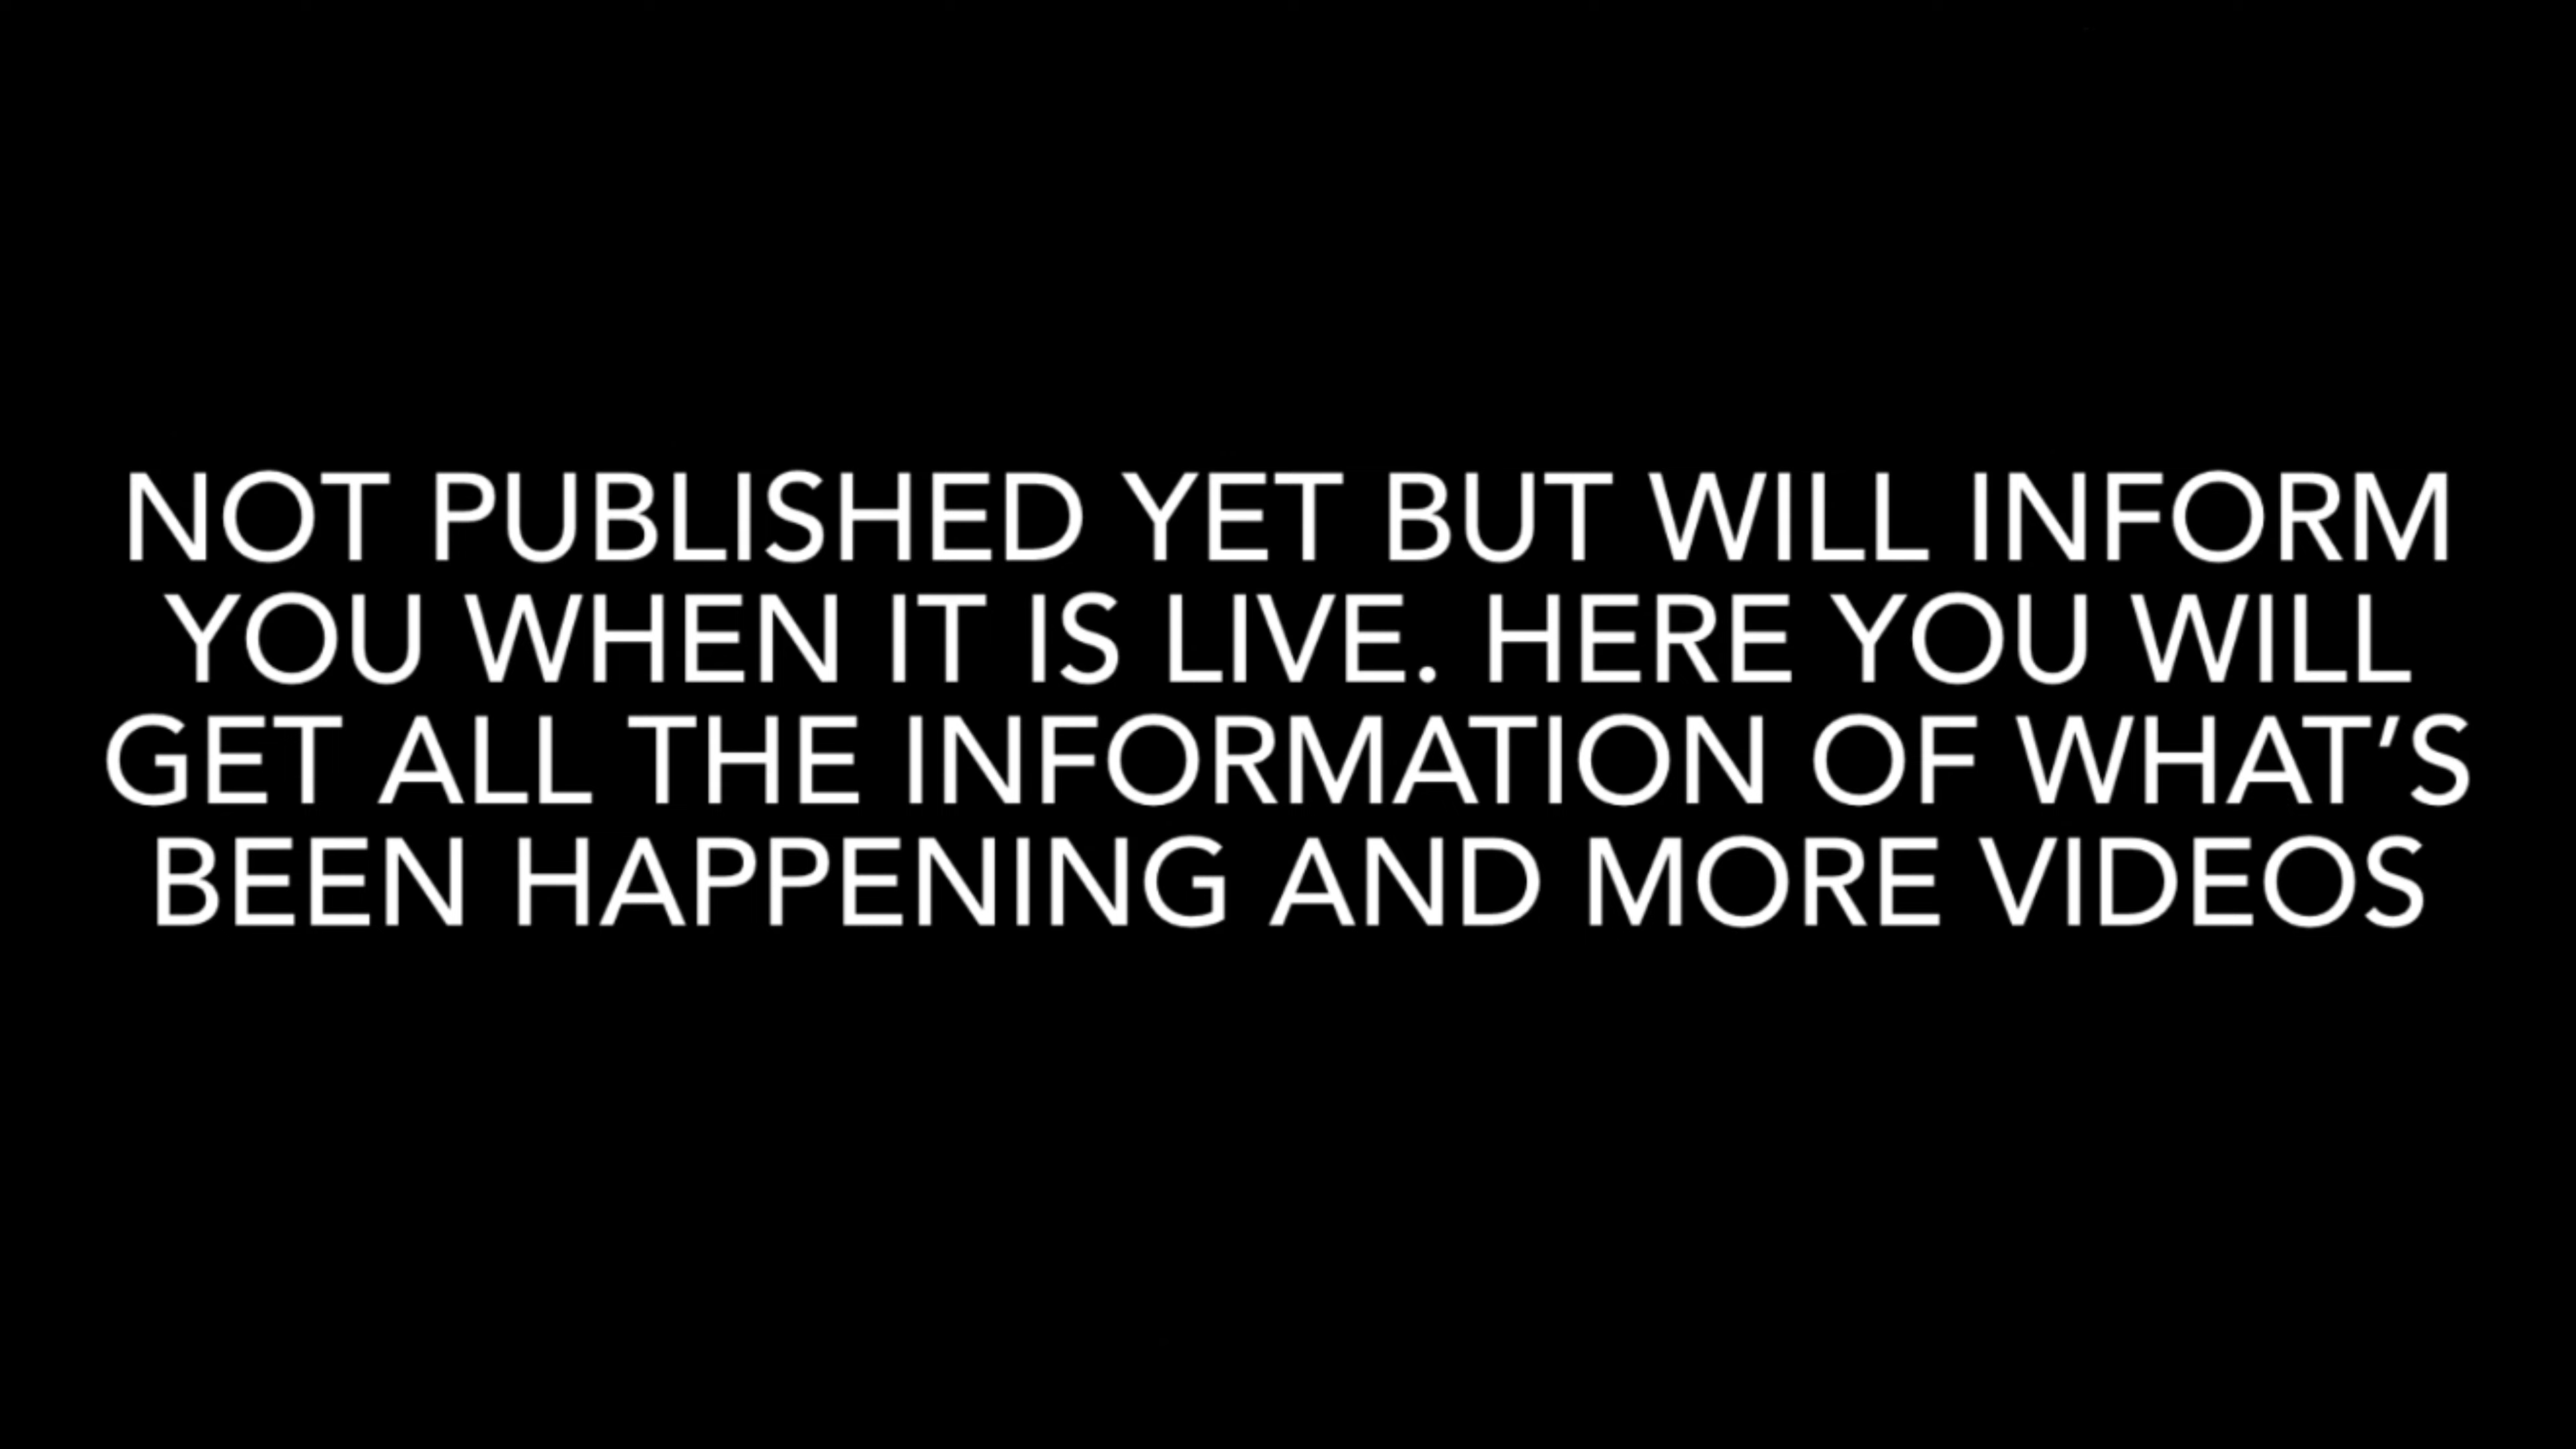 NOT PUBLISHED YET BUT WILL INFORM
YOU WHEN IT IS LIVE. HERE YOU WILL
GET ALL THE INFORMATION OF WHAT’S
BEEN HAPPENING AND MORE VIDEOS